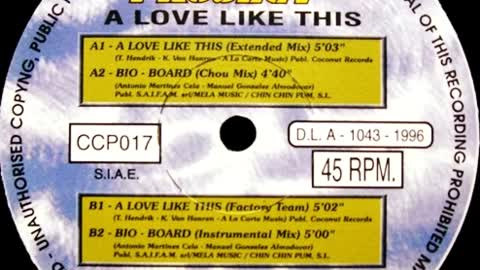 A LOVE LIKE THIS
A1 - A LOVE LIKE THIS (Extended Mix) 5'03"
(T. Hendrik - K. Van Haaren - A La Carte Music) Publ. Coconut Records
A2 - BIO - BOARD (Chou Mix) 4'40"
(Antonio Martinez Cela - Manuel Gonzalez Almodovar)
Publ. S.A.I.F.A.M. srl/MELA MUSIC / CHIN CHIN PUM, S.L.
CCP017
S.I.A.E.
D.L. A - 1043 - 1996
45 RPM.
B1 - A LOVE LIKE THIS (Factory Team) 5'02"
(T. Hendrik - K. Van Haaren - A La Carte Music) Publ. Coconut Records
B2 - BIO - BOARD (Instrumental Mix) 5'00"
(Antonio Martinez Cela - Manuel Gonzalez Almodovar)
Publ. S.A.I.F.A.M. srl/MELA MUSIC / CHIN CHIN PUM, S.L.
- UNAUTHORISED COPYNG, PUBLIC
OF THIS RECORDING PROHIBITED